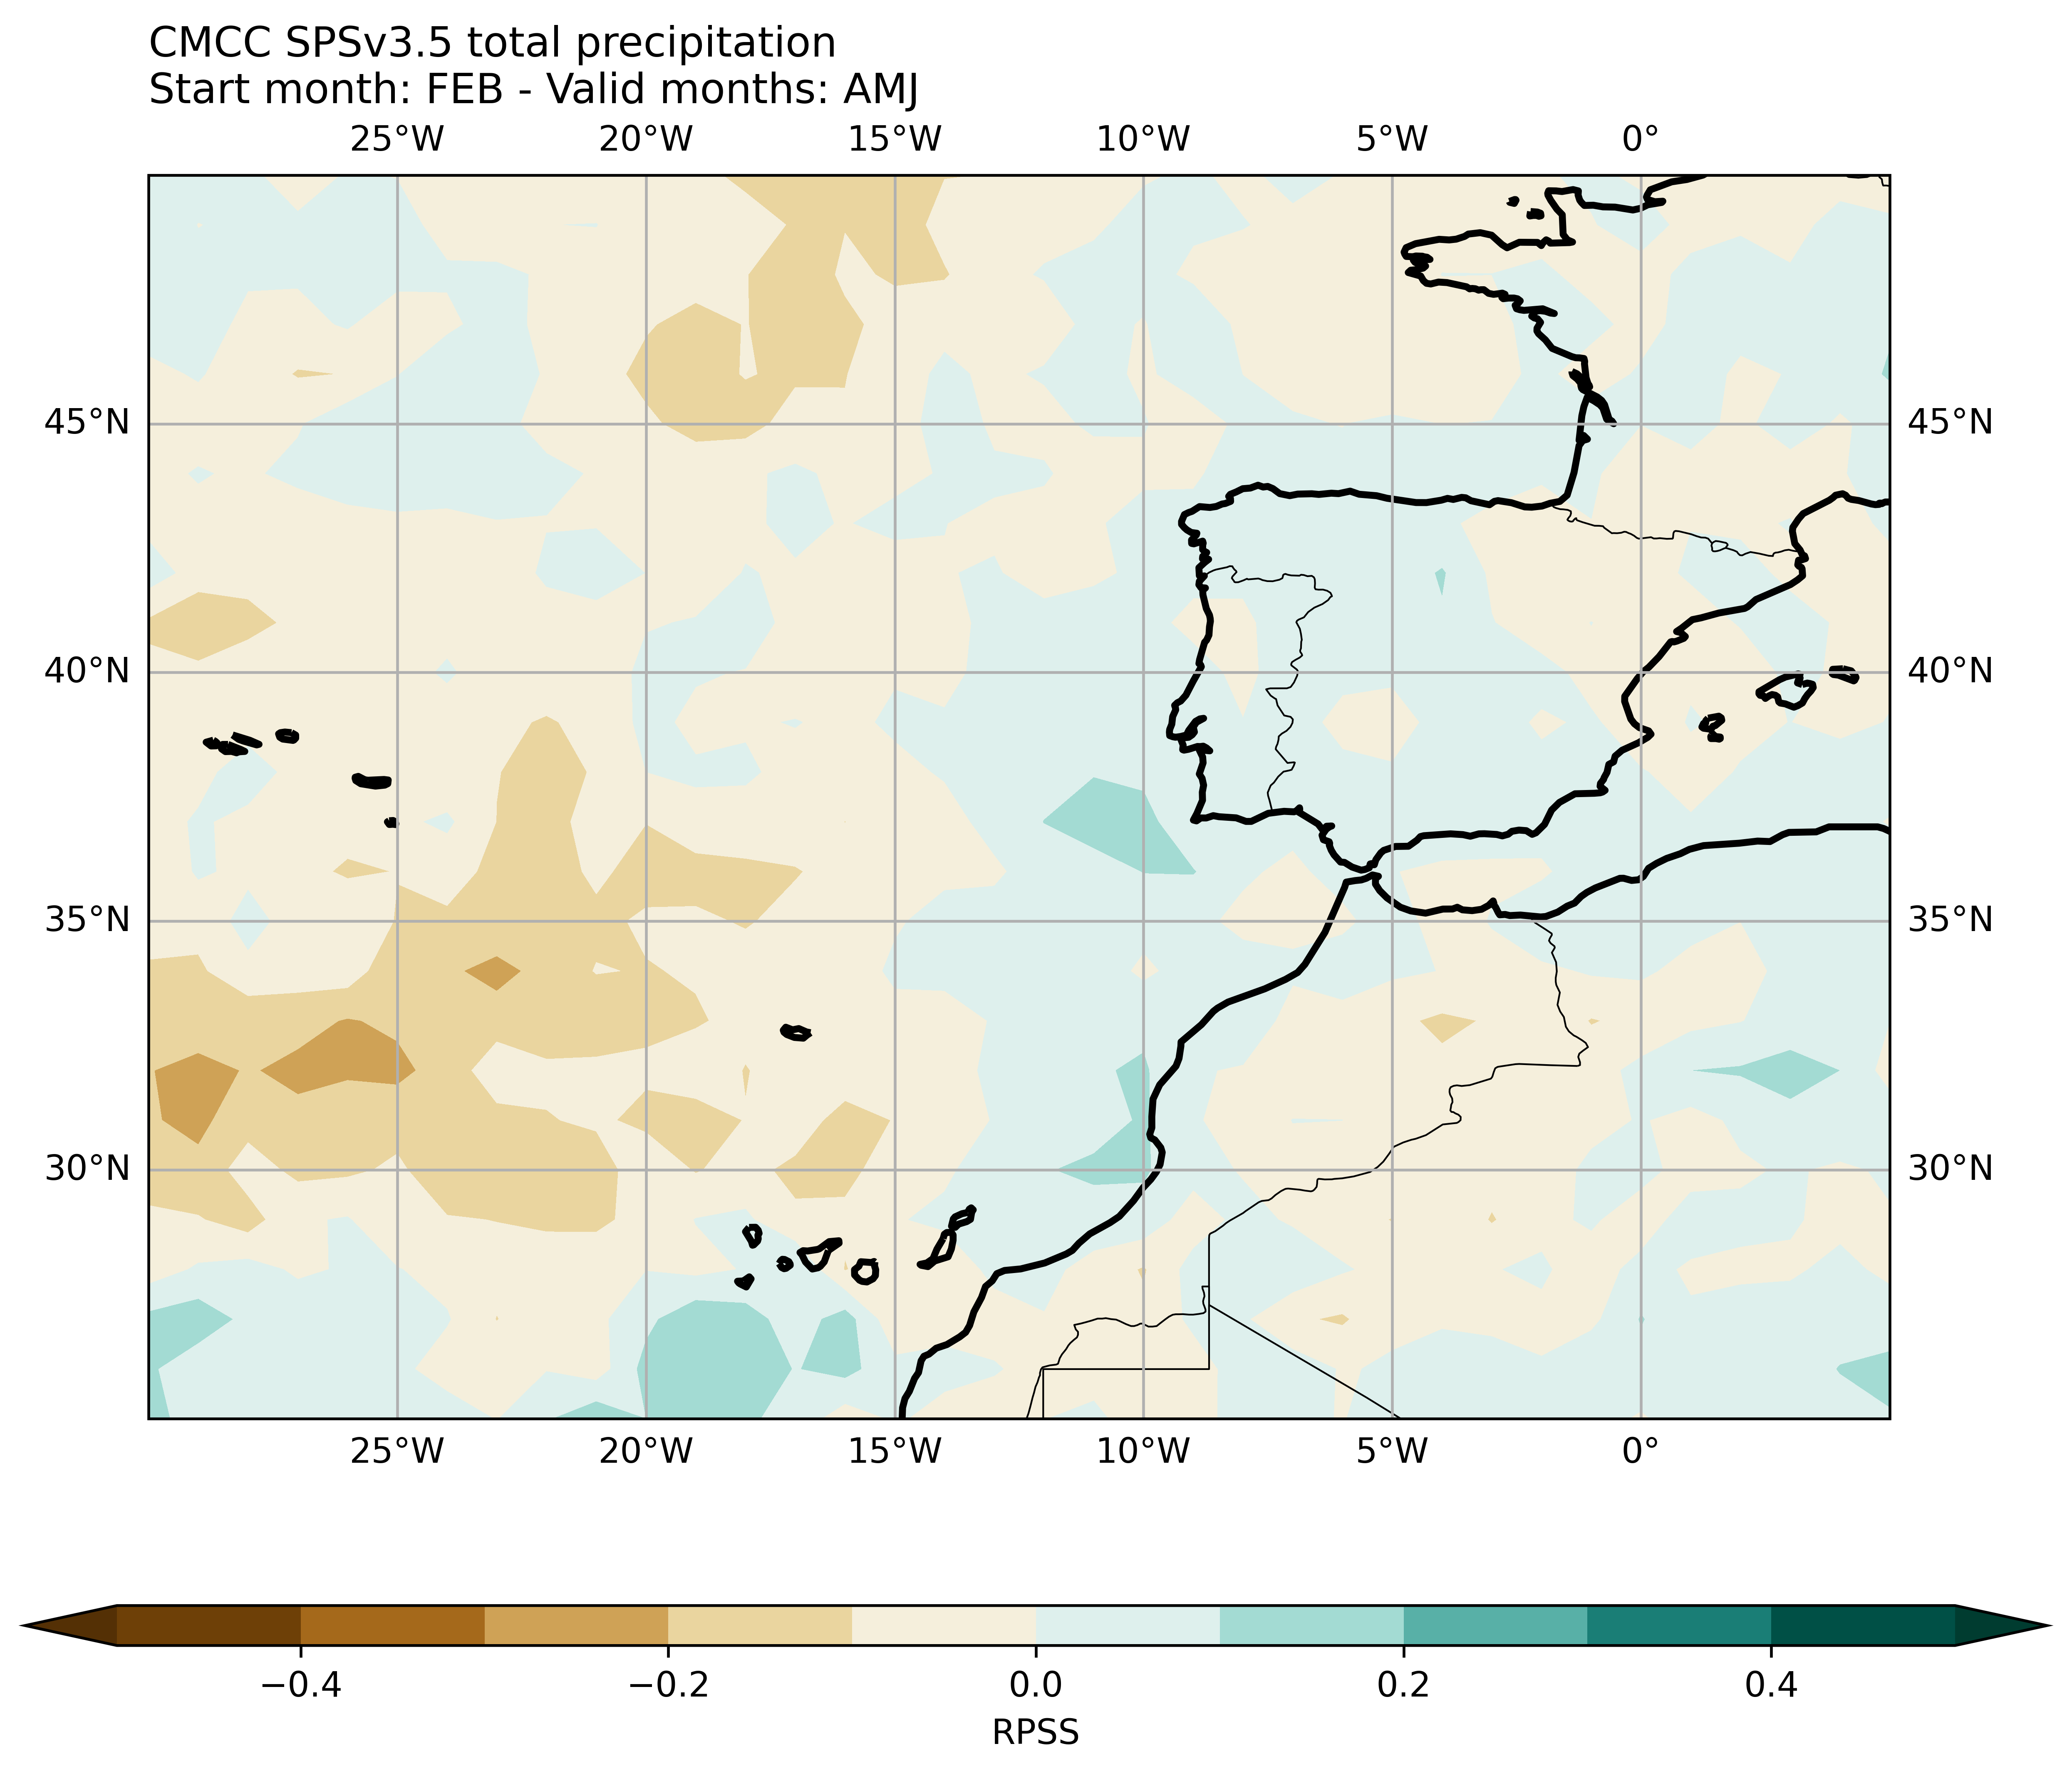 CMCC SPSv3.5 total precipitation
Start month: FEB - Valid months: AMJ
25°W 20°W 15°W 10°W 5°W 0°
45°N 45°N
40°N 40°N
35°N 35°N
30°N 30°N
25°W 20°W 15°W 10°W 5°W 0°
−0.4 −0.2 0.0 0.2 0.4
RPSS